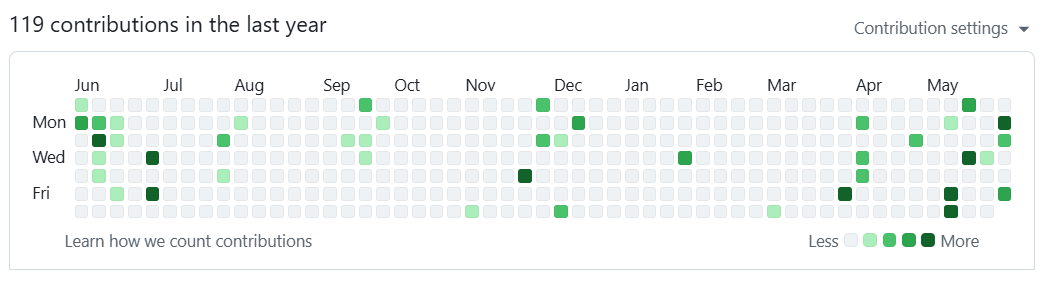 119 contributions in the last year
Contribution settings
Jun Jul Aug Sep Oct Nov Dec Jan Feb Mar Apr May
Mon
Wed
Fri
Learn how we count contributions
Less More